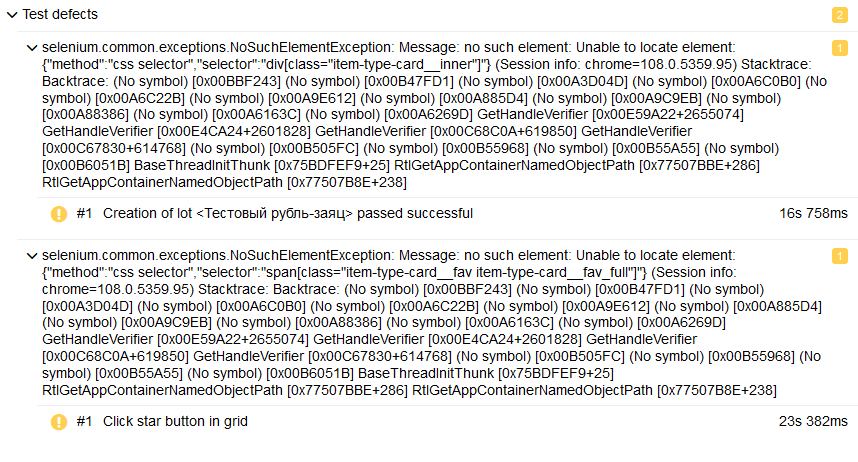 Test defects 2
selenium.common.exceptions.NoSuchElementException: Message: no such element: Unable to locate element: 1
{"method":"css selector","selector":"div[class="item-type-card__inner"]"} (Session info: chrome=108.0.5359.95) Stacktrace:
Backtrace: (No symbol) [0x00BBF243] (No symbol) [0x00B47FD1] (No symbol) [0x00A3D04D] (No symbol) [0x00A6C0B0] (No
symbol) [0x00A6C22B] (No symbol) [0x00A9E612] (No symbol) [0x00A885D4] (No symbol) [0x00A9C9EB] (No symbol)
[0x00A88386] (No symbol) [0x00A6163C] (No symbol) [0x00A6269D] GetHandleVerifier [0x00E59A22+2655074]
GetHandleVerifier [0x00E4CA24+2601828] GetHandleVerifier [0x00C68C0A+619850] GetHandleVerifier
[0x00C67830+614768] (No symbol) [0x00B505FC] (No symbol) [0x00B55968] (No symbol) [0x00B55A55] (No symbol)
[0x00B6051B] BaseThreadInitThunk [0x75BDFEF9+25] RtlGetAppContainerNamedObjectPath [0x77507BBE+286]
RtlGetAppContainerNamedObjectPath [0x77507B8E+238]
#1 Creation of lot <Тестовый рубль-заяц> passed successful 16s 758ms
selenium.common.exceptions.NoSuchElementException: Message: no such element: Unable to locate element: 1
{"method":"css selector","selector":"span[class="item-type-card__fav item-type-card__fav_full"]"} (Session info:
chrome=108.0.5359.95) Stacktrace: Backtrace: (No symbol) [0x00BBF243] (No symbol) [0x00B47FD1] (No symbol)
[0x00A3D04D] (No symbol) [0x00A6C0B0] (No symbol) [0x00A6C22B] (No symbol) [0x00A9E612] (No symbol) [0x00A885D4]
(No symbol) [0x00A9C9EB] (No symbol) [0x00A88386] (No symbol) [0x00A6163C] (No symbol) [0x00A6269D]
GetHandleVerifier [0x00E59A22+2655074] GetHandleVerifier [0x00E4CA24+2601828] GetHandleVerifier
[0x00C68C0A+619850] GetHandleVerifier [0x00C67830+614768] (No symbol) [0x00B505FC] (No symbol) [0x00B55968] (No
symbol) [0x00B55A55] (No symbol) [0x00B6051B] BaseThreadInitThunk [0x75BDFEF9+25]
RtlGetAppContainerNamedObjectPath [0x77507BBE+286] RtlGetAppContainerNamedObjectPath [0x77507B8E+238]
#1 Click star button in grid 23s 382ms